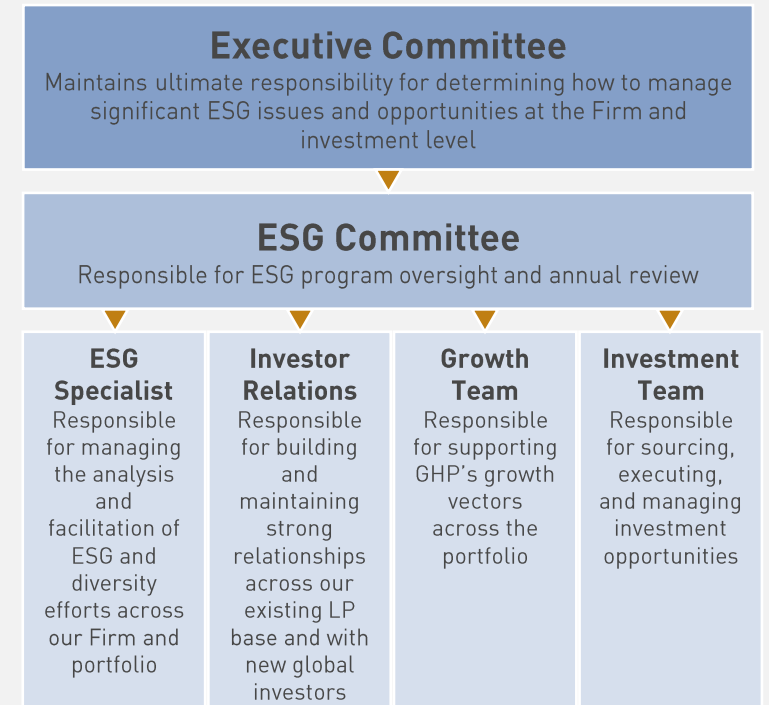 Executive Committee
Maintains ultimate responsibility for determining how to manage
significant ESG issues and opportunities at the Firm and
investment level
ESG Committee
Responsible for ESG program oversight and annual review
ESG
Specialist
Responsible
for managing
the analysis
and
facilitation of
ESG and
diversity
efforts across
our Firm and
portfolio
Investor
Relations
Responsible
for building
and
maintaining
strong
relationships
across our
existing LP
base and with
new global
investors
Growth
Team
Responsible
for supporting
GHP's growth
vectors
across the
portfolio
Investment
Team
Responsible
for sourcing,
executing,
and managing
investment
opportunities